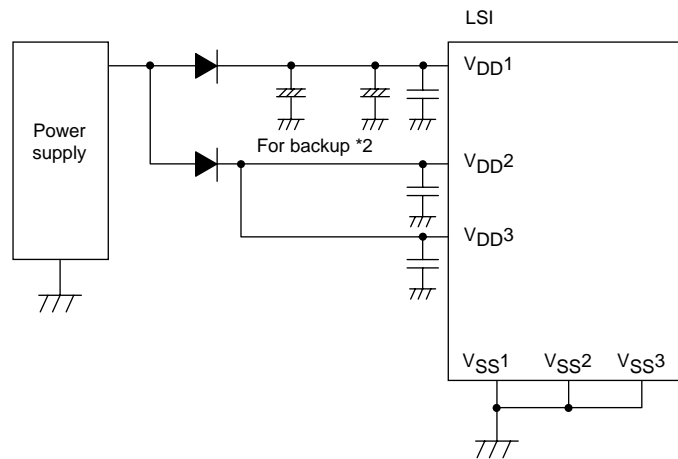 LSI
Power
supply
VDD1
For backup *2
VDD2
VDD3
VSS1 VSS2 VSS3